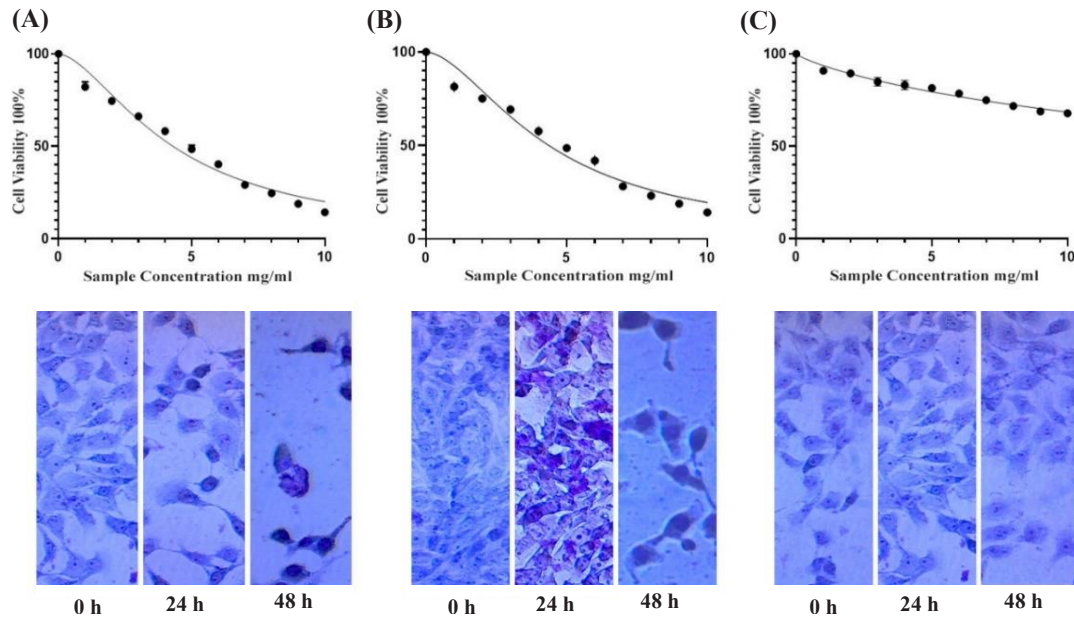 (A)
Cell Viability 100%
100
50
0
0
5
10
Sample Concentration mg/ml
0 h
24 h
48 h
(B)
Cell Viability 100%
100
50
0
0
5
10
Sample Concentration mg/ml
0 h
24 h
48 h
(C)
Cell Viability 100%
100
50
0
0
5
10
Sample Concentration mg/ml
0 h
24 h
48 h